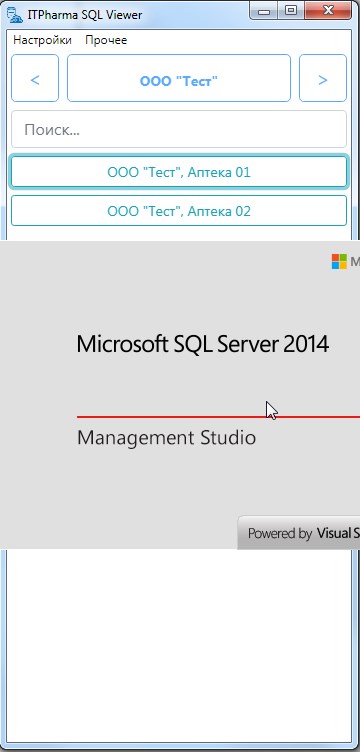 ITPharma SQL Viewer
Настройки Прочее
< ООО "Тест" >
Поиск...
ООО "Тест", Аптека 01
ООО "Тест", Аптека 02
M
Microsoft SQL Server 2014
Management Studio
Powered by Visual S